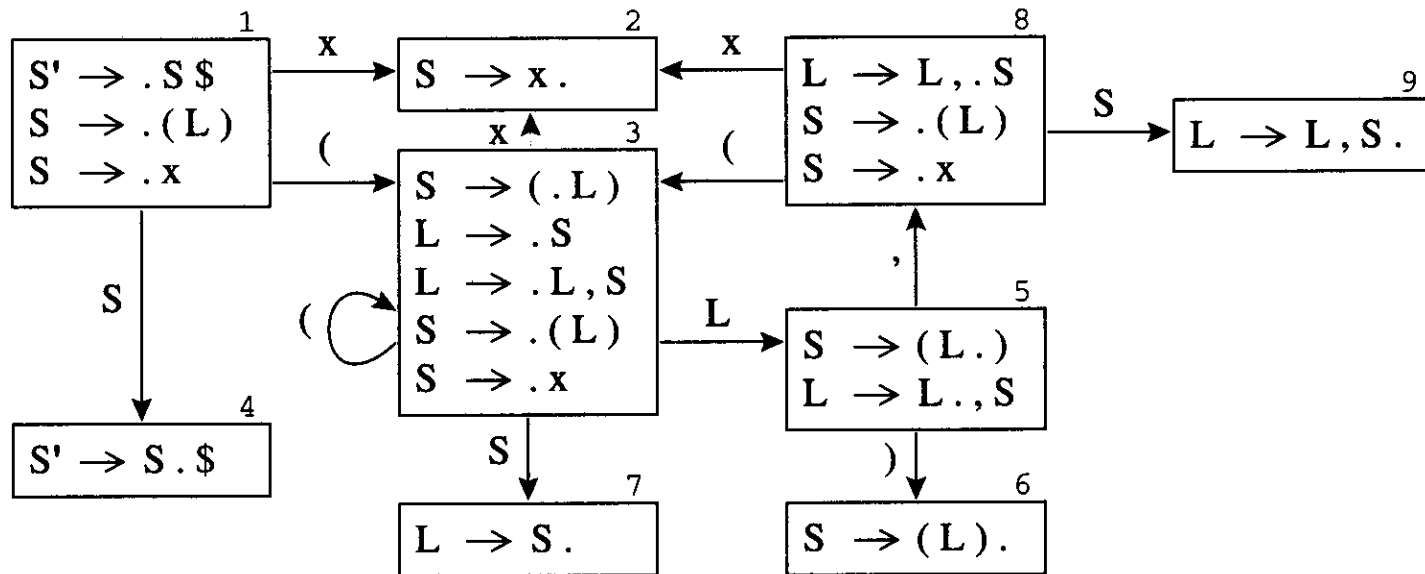 1
S' → . S $
S → . ( L )
S → . x
x
(
S
2
S → x .
x
3
S → ( . L )
L → . S
L → . L , S
S → . ( L )
S → . x
(
L
S
x
(
8
L → L , . S
S → . ( L )
S → . x
S
9
L → L , S .
,
5
S → ( L . )
L → L . , S
)
4
S' → S . $
7
L → S .
6
S → ( L ) .